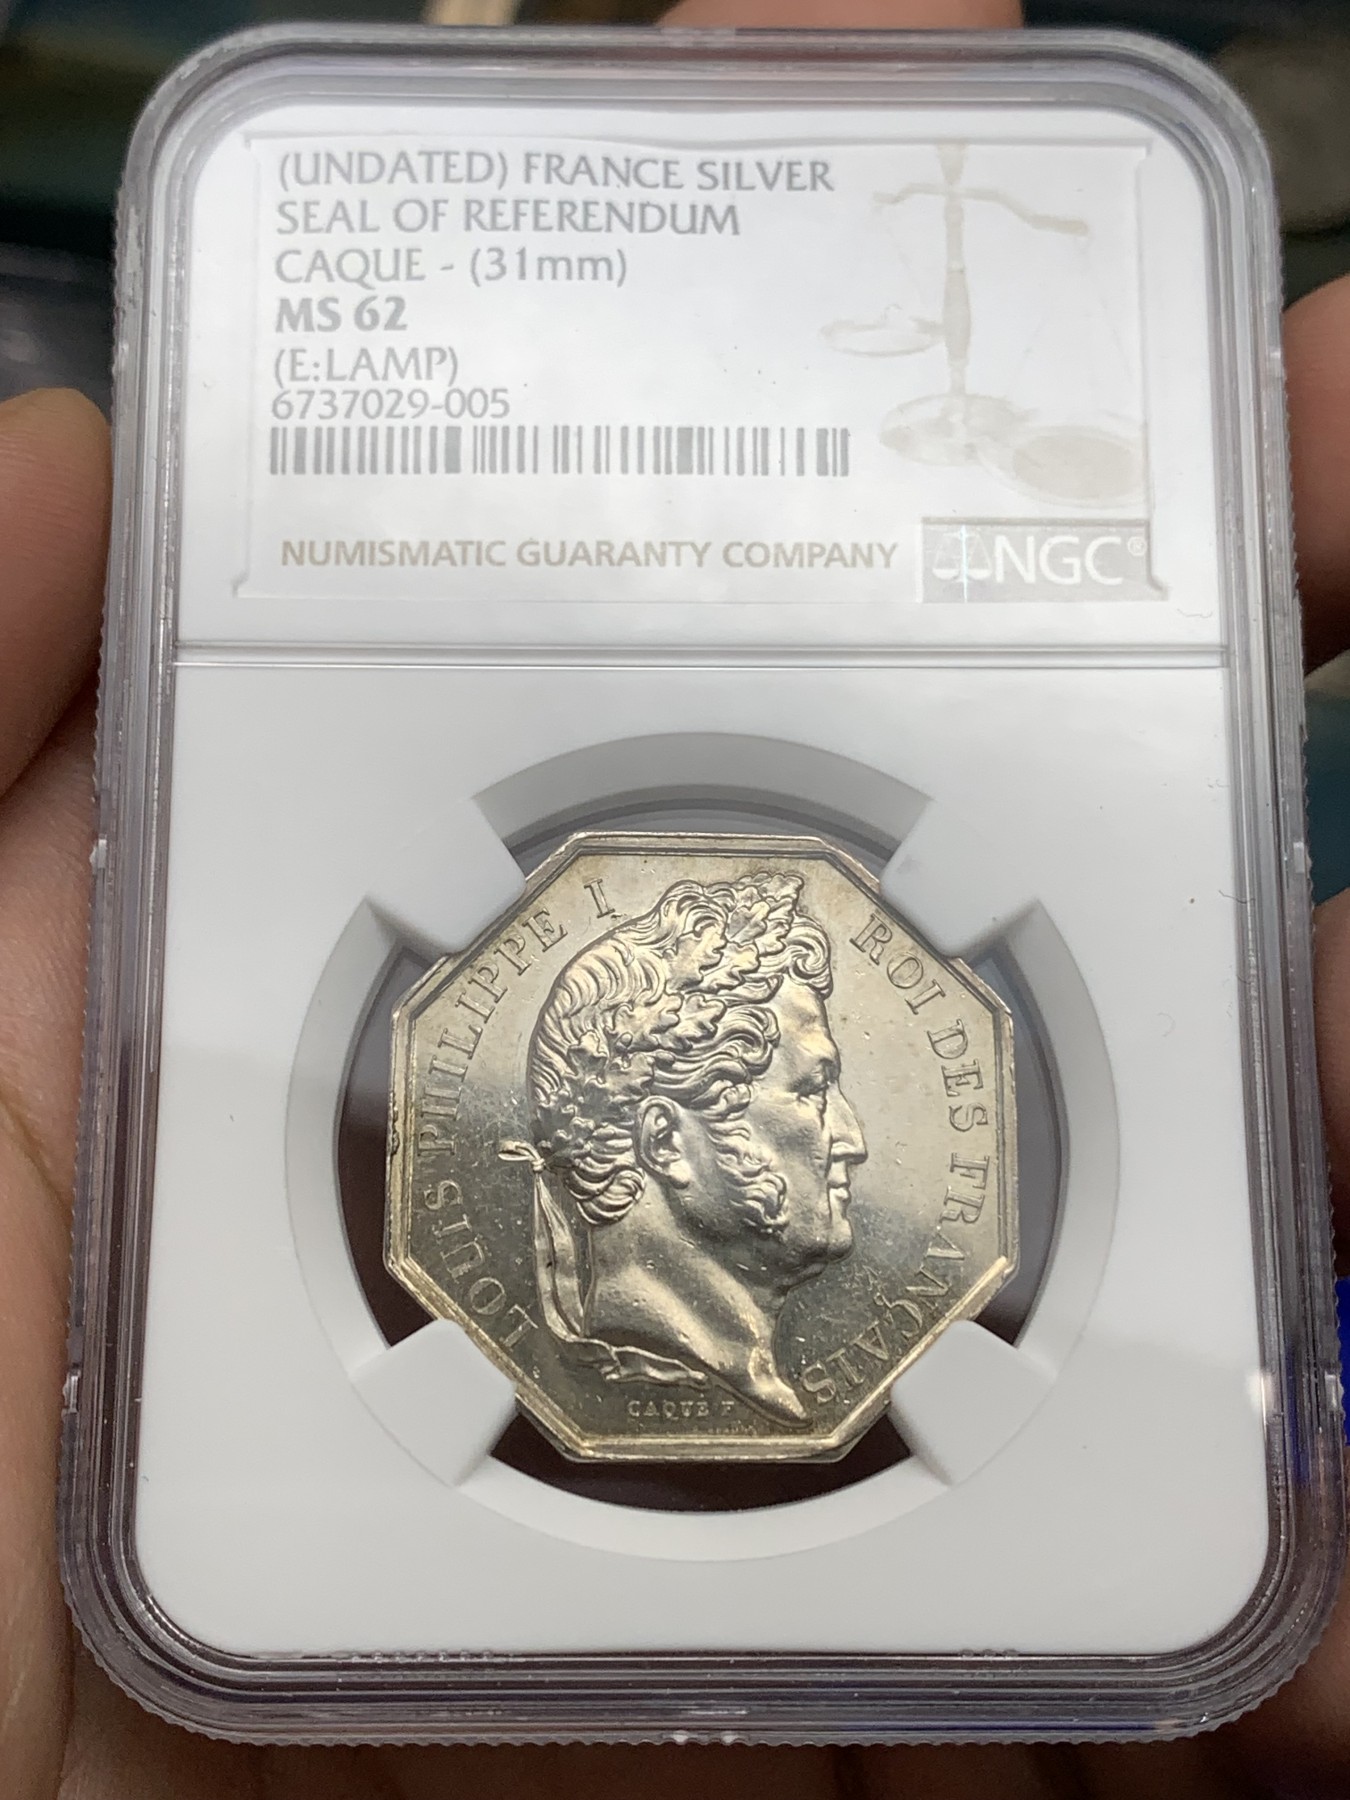 (UNDATED) FRANCE SILVER
SEAL OF REFERENDUM
CAQUE - (31mm)
MS 62
(E:LAMP)
6737029-005
NUMISMATIC GUARANTY COMPANY
NGC®
LOUIS PHILIPPE I
ROI DES FRANÇAIS
CAQUÉ F